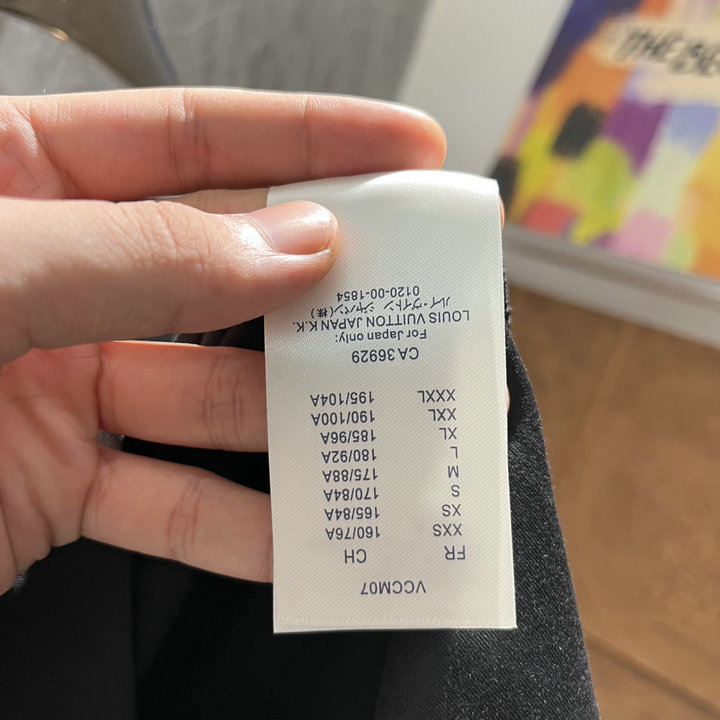 VCCM07
FR CH
XXS 160/76A
XS 165/84A
S 170/84A
M 175/88A
L 180/92A
XL 185/96A
XXL 190/100A
XXXL 195/104A
CA 36929
For Japan only:
LOUIS VUITTON JAPAN K.K.
ルイ・ヴィトン ジャパン(株)
0120-00-1854
THE